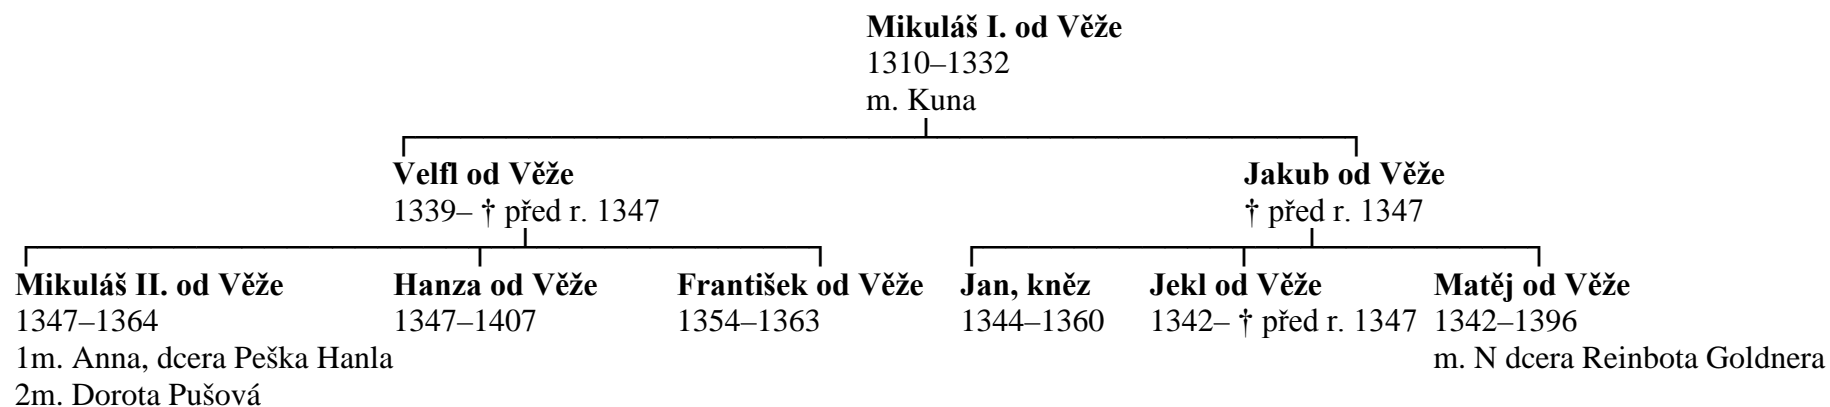 Mikuláš I. od Věže
1310–1332
m. Kuna
Velfl od Věže
1339– † před r. 1347
Jakub od Věže
† před r. 1347
Mikuláš II. od Věže
1347–1364
1m. Anna, dcera Peška Hanla
2m. Dorota Pušová
Hanza od Věže
1347–1407
František od Věže
1354–1363
Jan, kněz
1344–1360
Jekl od Věže
1342– † před r. 1347
Matěj od Věže
1342–1396
m. N dcera Reinbota Goldnera